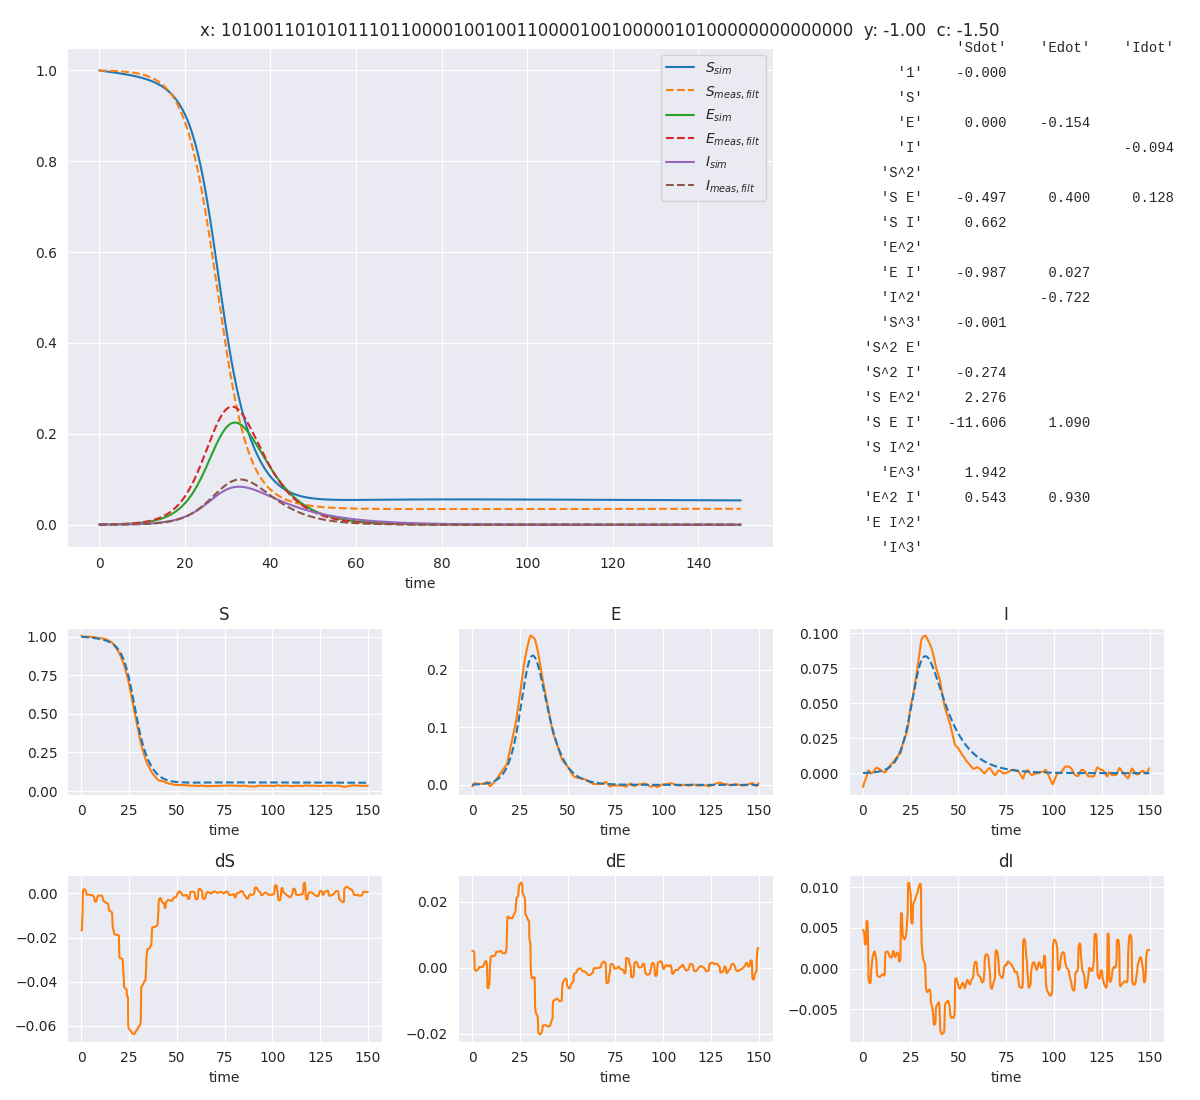 x: 101001101010111011000010010011000010010000010100000000000000 y: -1.00 c: -1.50
'Sdot' 'Edot' 'Idot'
'1' -0.000
'S'
'E' 0.000 -0.154
'I' -0.094
'S^2'
'S E' -0.497 0.400 0.128
'S I' 0.662
'E^2'
'E I' -0.987 0.027
'I^2' -0.722
'S^3' -0.001
'S^2 E'
'S^2 I' -0.274
'S E^2' 2.276
'S E I' -11.606 1.090
'S I^2'
'E^3' 1.942
'E^2 I' 0.543 0.930
'E I^2'
'I^3'
S_sim
S_meas,filt
E_sim
E_meas,filt
I_sim
I_meas,filt
1.0
0.8
0.6
0.4
0.2
0.0
0 20 40 60 80 100 120 140
time
S
1.00
0.75
0.50
0.25
0.00
0 25 50 75 100 125 150
time
E
0.2
0.1
0.0
0 25 50 75 100 125 150
time
I
0.100
0.075
0.050
0.025
0.000
0 25 50 75 100 125 150
time
dS
0.00
−0.02
−0.04
−0.06
0 25 50 75 100 125 150
time
dE
0.02
0.00
−0.02
0 25 50 75 100 125 150
time
dI
0.010
0.005
0.000
−0.005
0 25 50 75 100 125 150
time